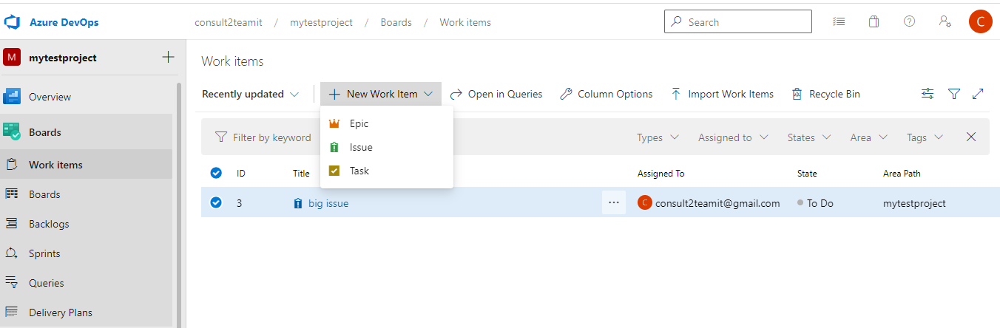 Azure DevOps
consult2teamit / mytestproject / Boards / Work items
Search
C
M mytestproject
Overview
Boards
Work items
Boards
Backlogs
Sprints
Queries
Delivery Plans
Work items
Recently updated
New Work Item
Open in Queries
Column Options
Import Work Items
Recycle Bin
Epic
Issue
Task
Filter by keyword
Types
Assigned to
States
Area
Tags
ID Title Assigned To State Area Path
3 big issue ... C consult2teamit@gmail.com To Do mytestproject